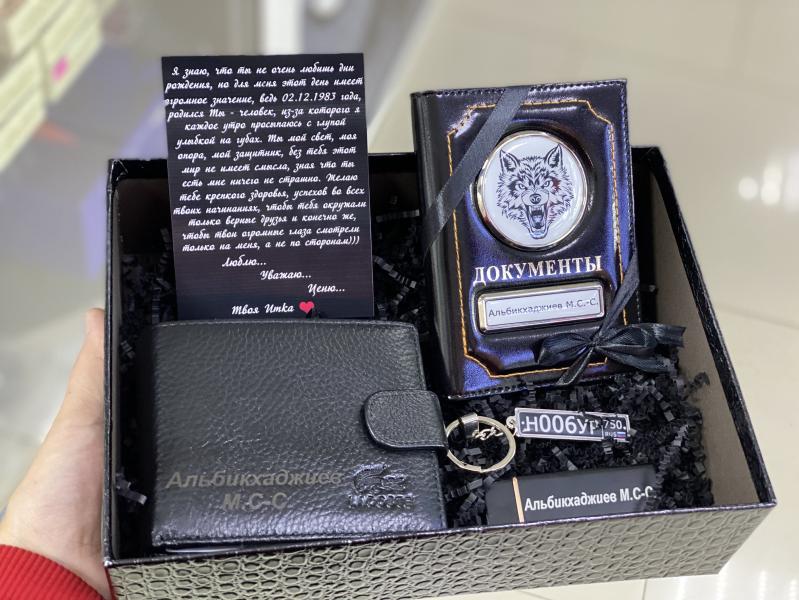 Я знаю, что ты не очень любишь дни
рождения, но для меня этот день имеет
огромное значение, ведь 02.12.1983 года,
родился Ты - человек, из-за которого я
каждое утро просыпаюсь с глупой
улыбкой на губах. Ты мой свет, моя
опора, мой защитник, без тебя этот
мир не имеет смысла, зная что ты
есть мне ничего не страшно. Желаю
тебе крепкого здоровья, успехов во всех
твоих начинаниях, чтобы тебя окружали
только верные друзья и конечно же,
чтобы твои огромные глаза смотрели
только на меня, а не по сторонам)))
Люблю...
Уважаю...
Ценю...
Твоя Итка ❤
ДОКУМЕНТЫ
Альбикхаджиев М.С.-С.
Альбикхаджиев
М.С-С
Н006УР 750
RUS
Альбикхаджиев М.С-С